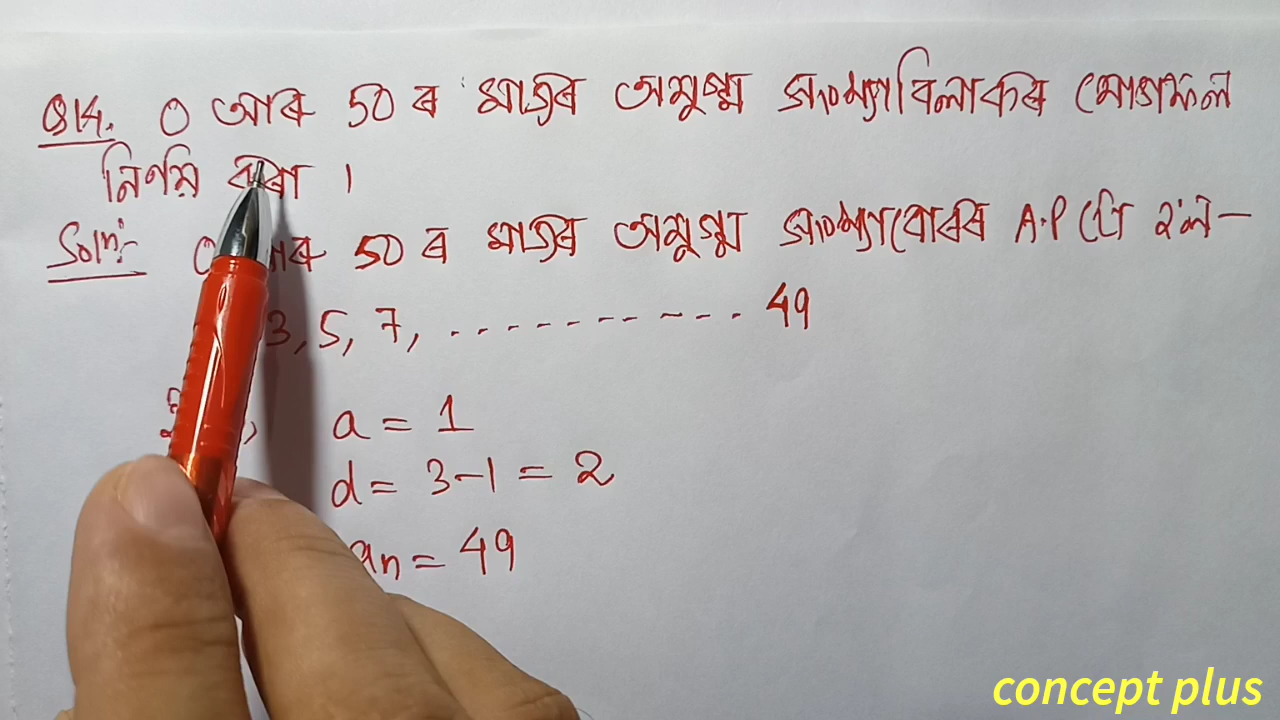 Q14. 0 আৰু 50 ৰ মাজৰ অযুগ্ম সংখ্যাবিলাকৰ যোগফল
নিৰ্ণয় কৰা ।
Soln:- 50 ৰ মাজৰ অযুগ্ম সংখ্যাবোৰৰ A.P টো হ'ল—
3, 5, 7, .......... 49
a = 1
d = 3-1 = 2
an = 49
concept plus